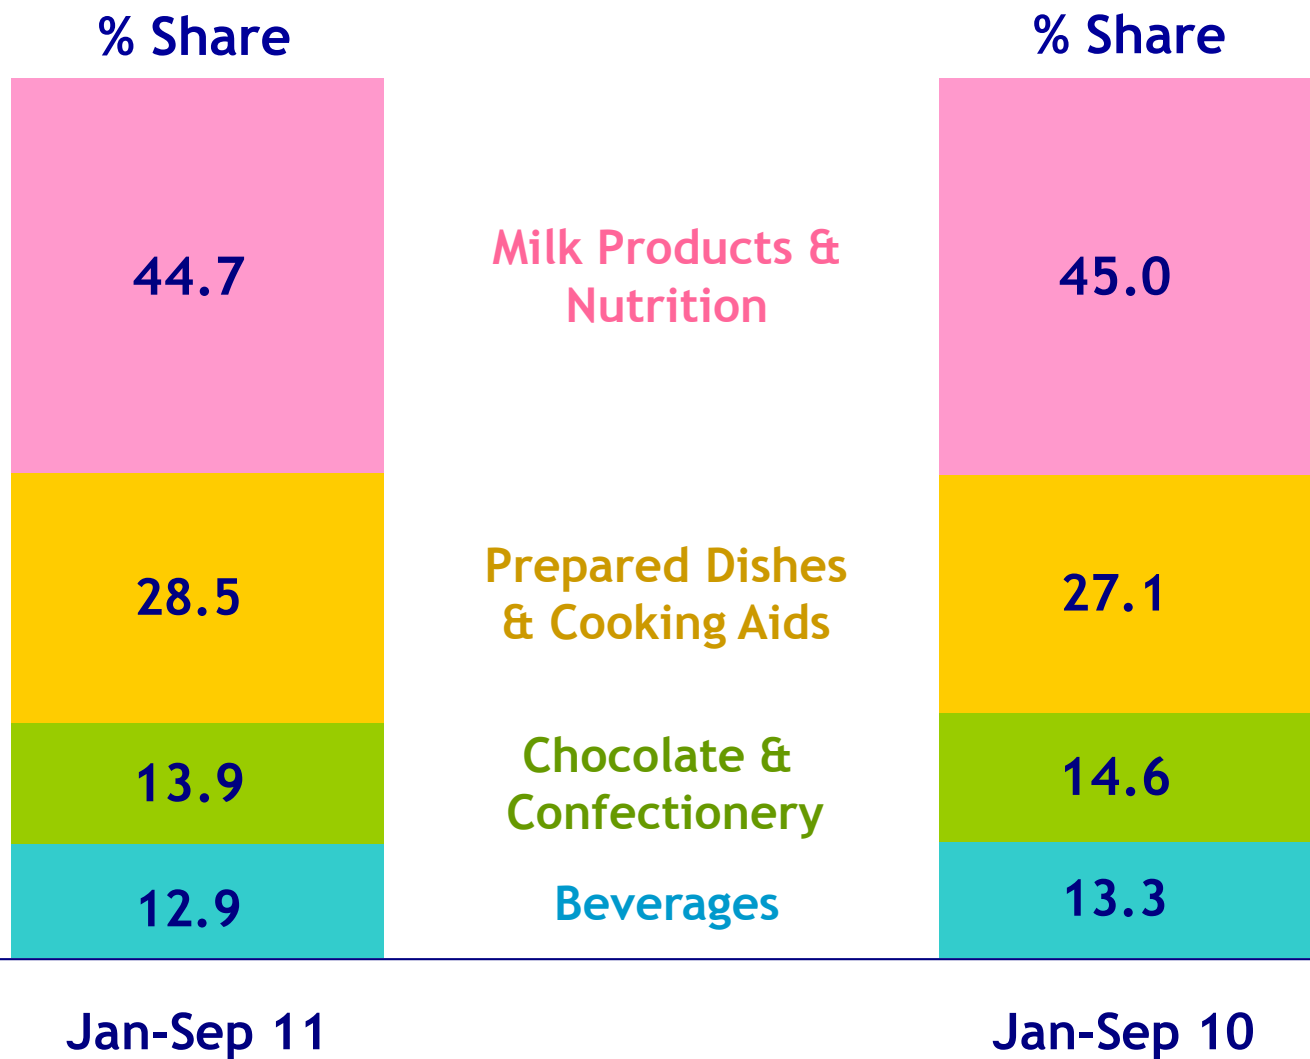 % Share
% Share
44.7
Milk Products &
Nutrition
45.0
28.5
Prepared Dishes
& Cooking Aids
27.1
13.9
Chocolate &
Confectionery
14.6
12.9
Beverages
13.3
Jan-Sep 11
Jan-Sep 10